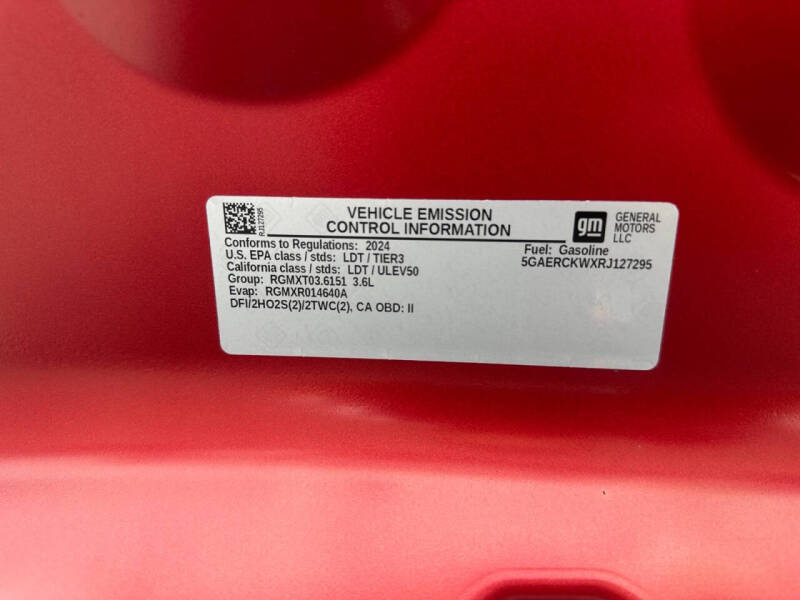 RJ127295
VEHICLE EMISSION
CONTROL INFORMATION
gm
GENERAL
MOTORS
LLC
Conforms to Regulations: 2024
U.S. EPA class / stds: LDT / TIER3
California class / stds: LDT / ULEV50
Group: RGMXT03.6151 3.6L
Evap: RGMXR014640A
DFI/2HO2S(2)/2TWC(2), CA OBD: II
Fuel: Gasoline
5GAERCKWXRJ127295